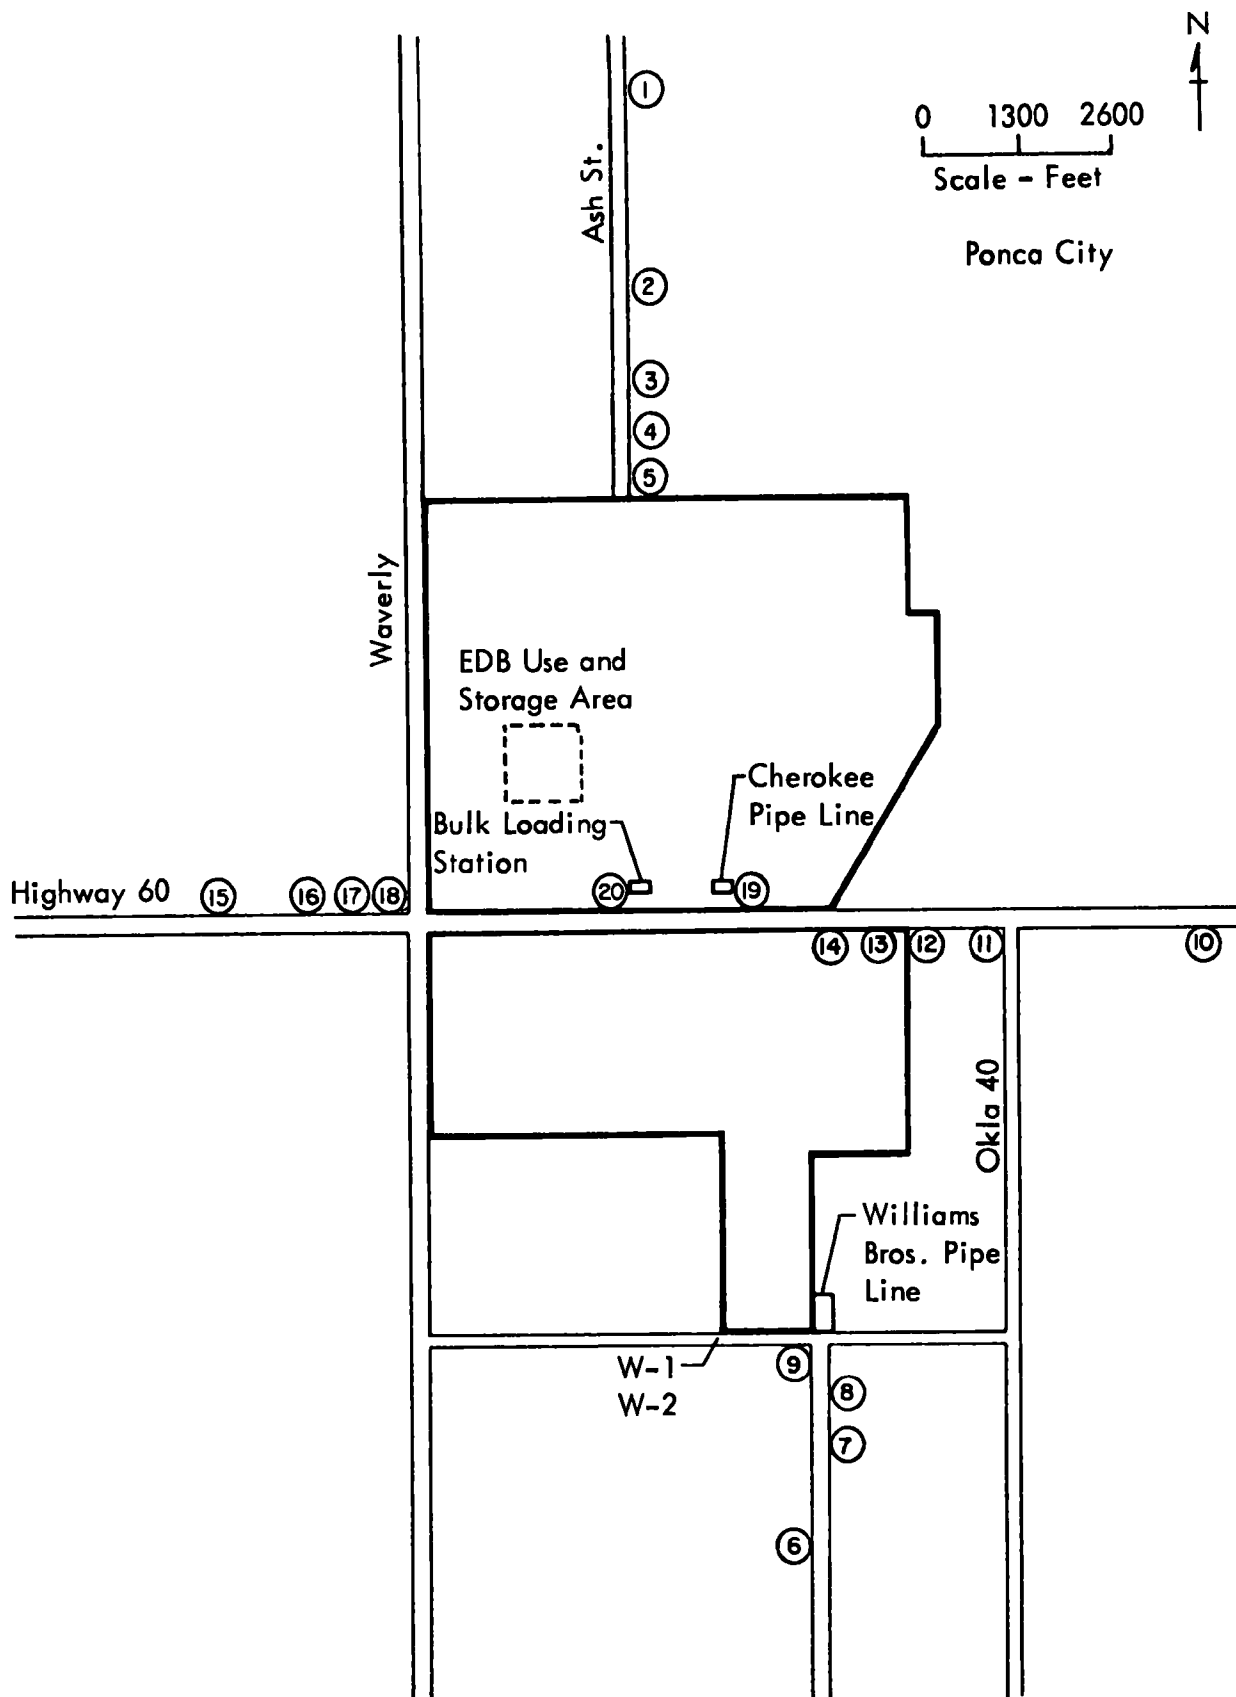 N
1
0 1300 2600
Scale - Feet
Ash St.
Ponca City
2
3
4
5
Waverly
EDB Use and
Storage Area
Cherokee
Pipe Line
Bulk Loading
Station
Highway 60
15
16
17
18
20
19
14
13
12
11
10
Okla 40
Williams
Bros. Pipe
Line
W-1
W-2
9
8
7
6